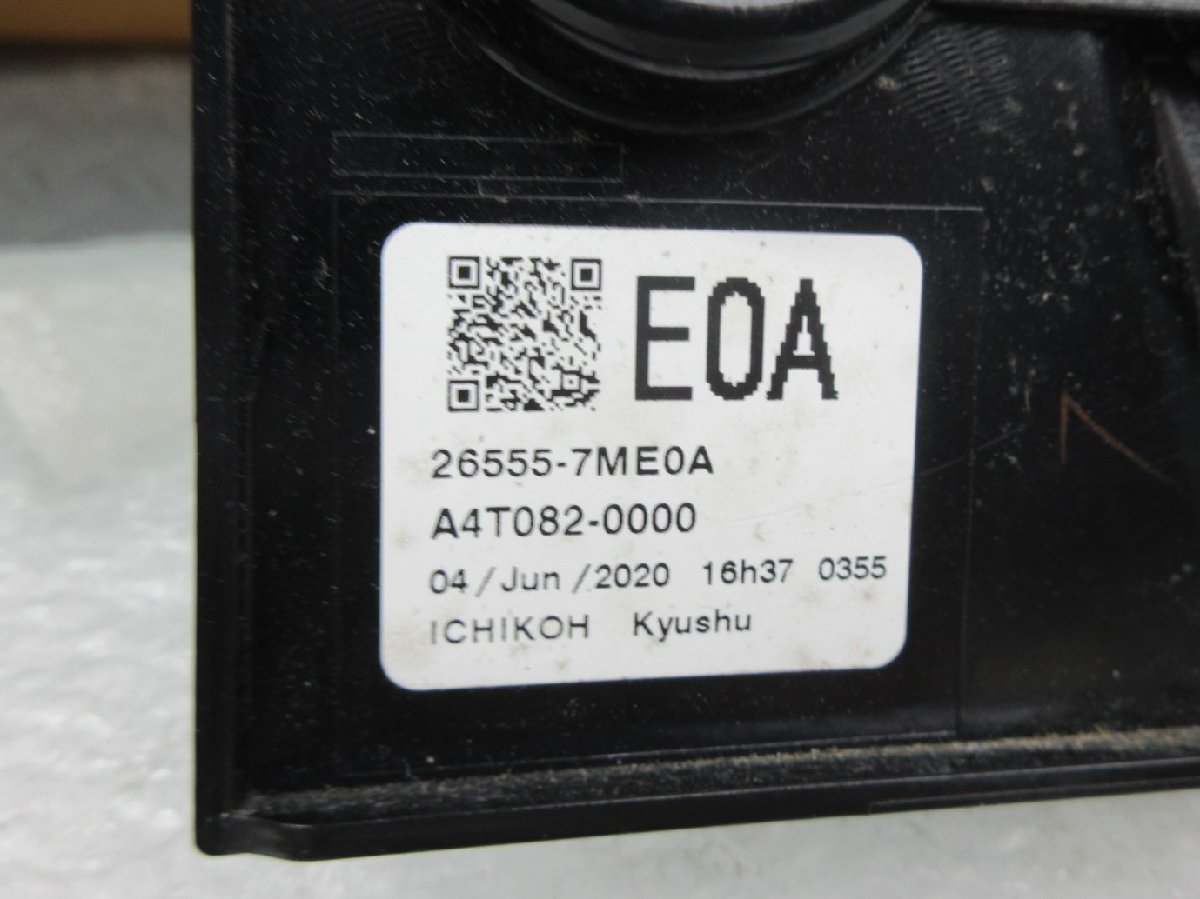 E0A
26555-7ME0A
A4T082-0000
04/Jun/2020 16h37 0355
ICHIKOH Kyushu